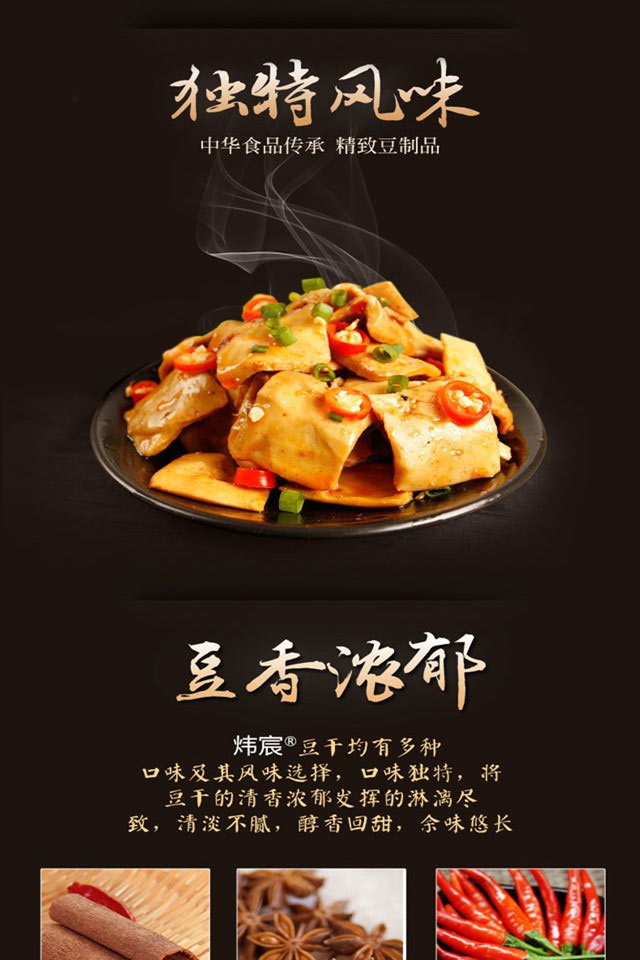 独特风味
中华食品传承 精致豆制品
豆香浓郁
炜宸®豆干均有多种
口味及其风味选择，口味独特，将
豆干的清香浓郁发挥的淋漓尽
致，清淡不腻，醇香回甜，余味悠长